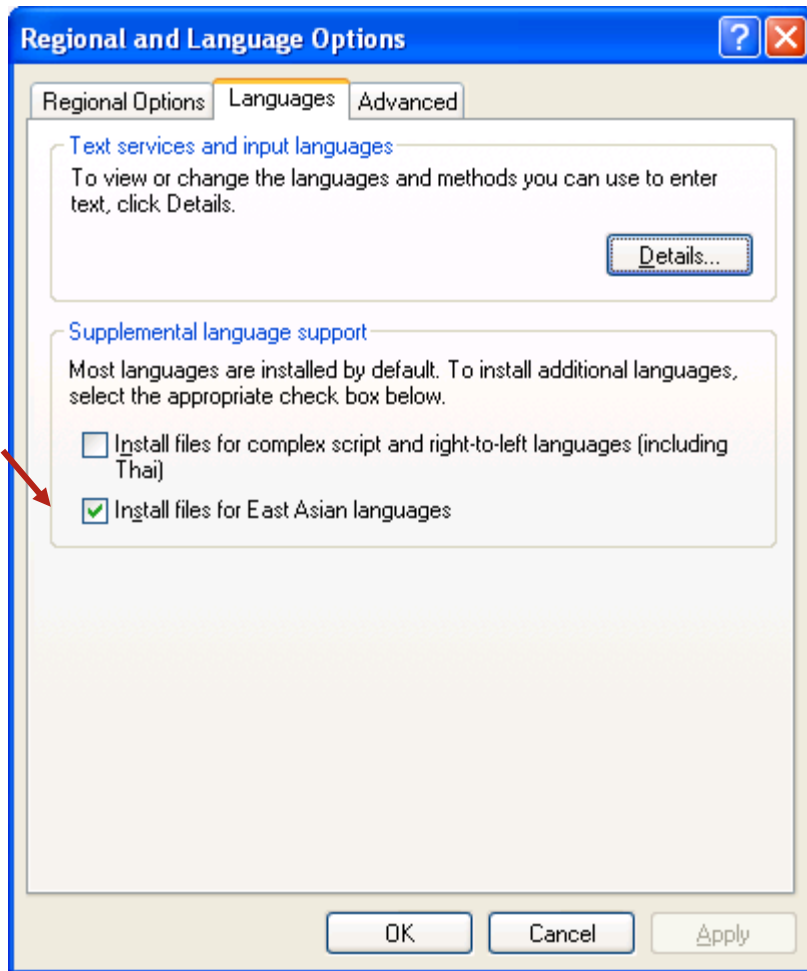 Regional and Language Options
Regional Options
Languages
Advanced
Text services and input languages
To view or change the languages and methods you can use to enter
text, click Details.
Details...
Supplemental language support
Most languages are installed by default. To install additional languages,
select the appropriate check box below.
Install files for complex script and right-to-left languages (including
Thai)
Install files for East Asian languages
OK
Cancel
Apply